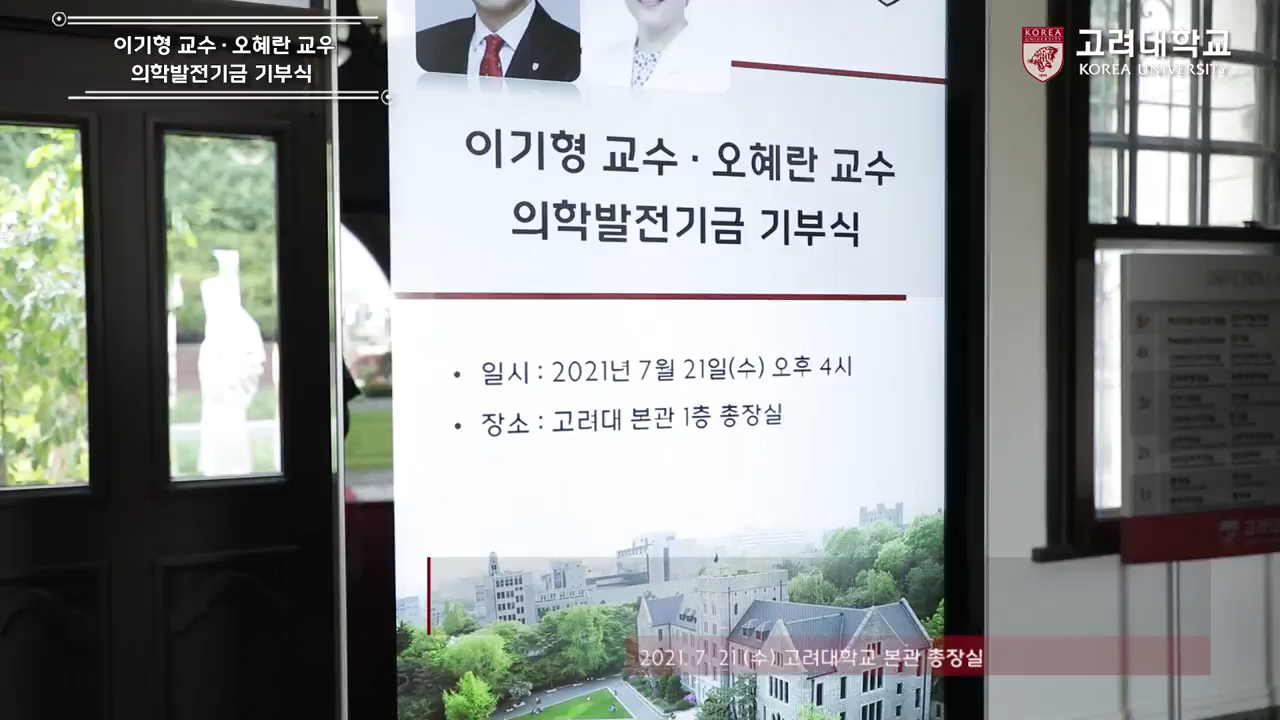 이기형 교수 · 오혜란 교우
의학발전기금 기부식
KOREA
UNIVERSITY
고려대학교
KOREA UNIVERSITY
이기형 교수 · 오혜란 교수
의학발전기금 기부식
• 일시 : 2021년 7월 21일(수) 오후 4시
• 장소 : 고려대 본관 1층 총장실
2021. 7. 21(수) 고려대학교 본관 총장실